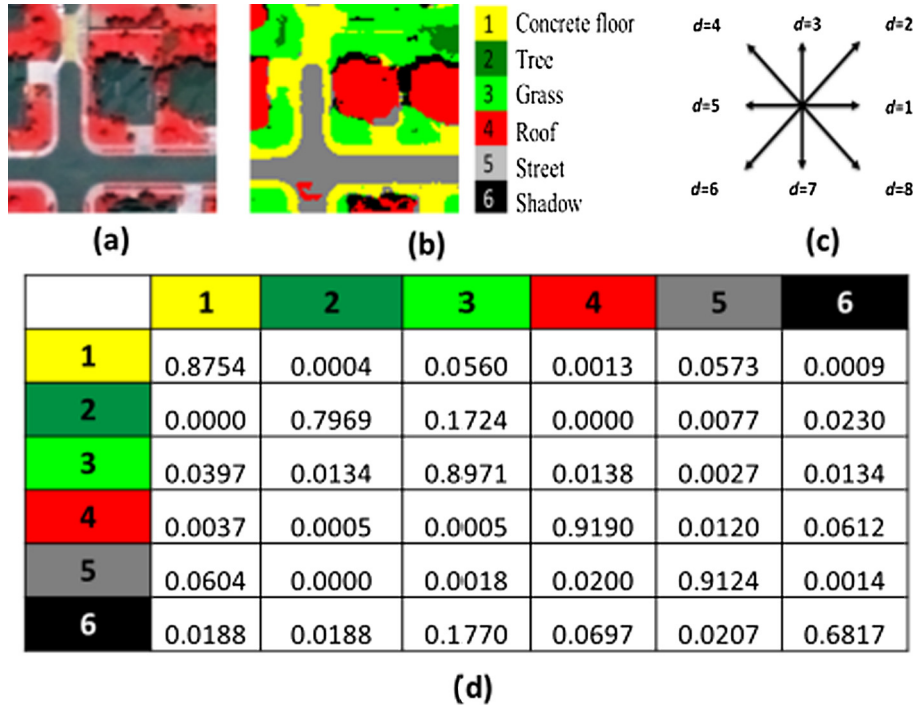 1 Concrete floor
2 Tree
3 Grass
4 Roof
5 Street
6 Shadow
d=4 d=3 d=2
d=5 d=1
d=6 d=7 d=8
(a) (b) (c)
1 2 3 4 5 6
1 0.8754 0.0004 0.0560 0.0013 0.0573 0.0009
2 0.0000 0.7969 0.1724 0.0000 0.0077 0.0230
3 0.0397 0.0134 0.8971 0.0138 0.0027 0.0134
4 0.0037 0.0005 0.0005 0.9190 0.0120 0.0612
5 0.0604 0.0000 0.0018 0.0200 0.9124 0.0014
6 0.0188 0.0188 0.1770 0.0697 0.0207 0.6817
(d)